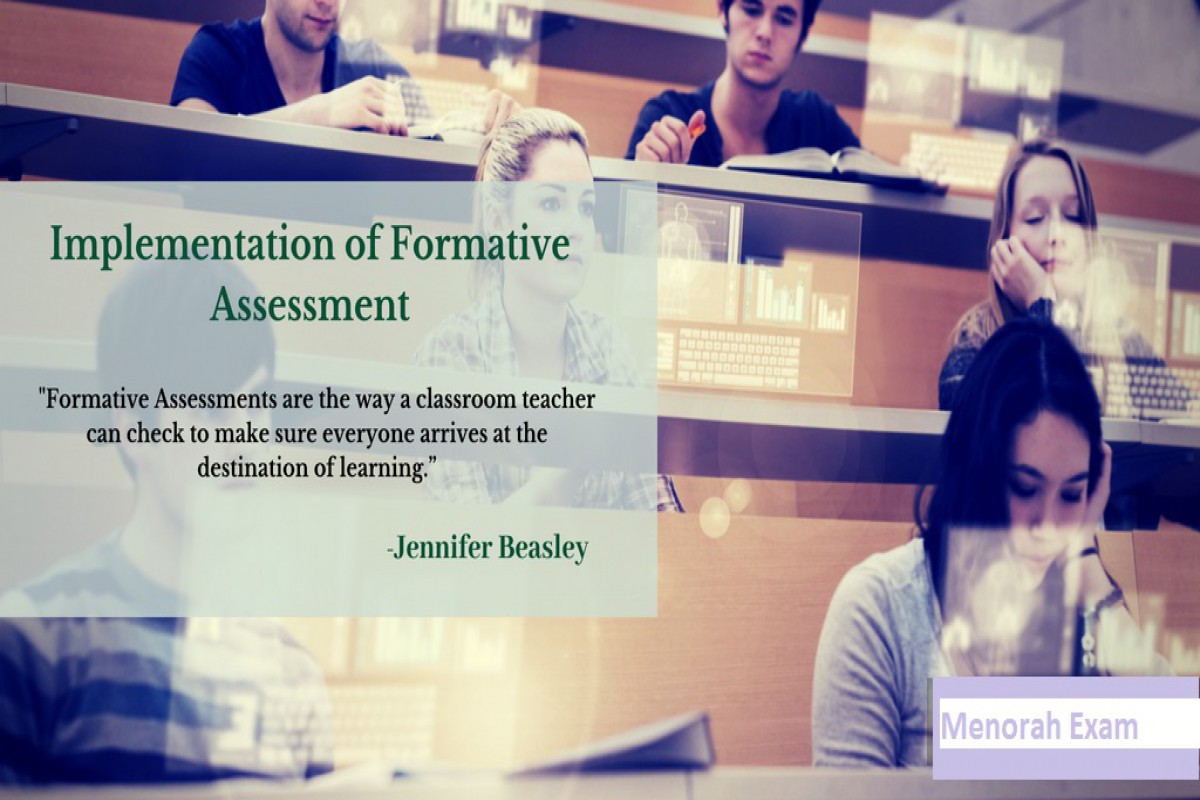 Implementation of Formative
Assessment
"Formative Assessments are the way a classroom teacher
can check to make sure everyone arrives at the
destination of learning.”
-Jennifer Beasley
Menorah Exam